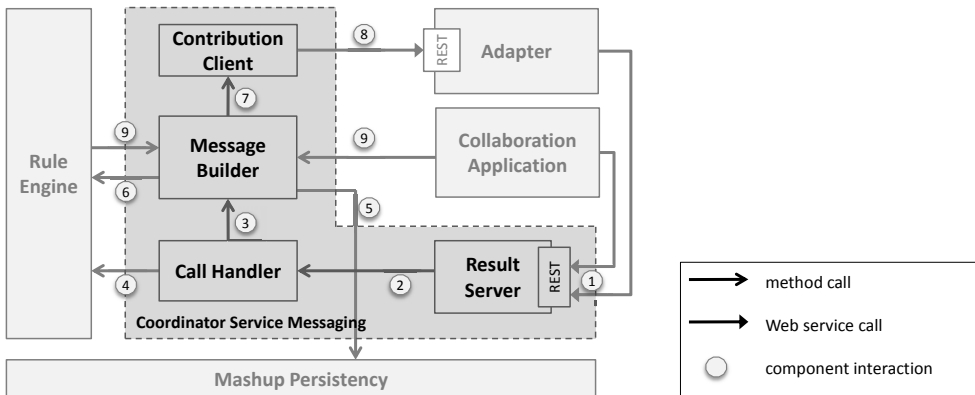 Contribution
Client
8
REST
Adapter
7
9
Message
Builder
9
Collaboration
Application
Rule
Engine
6
5
3
Call Handler
4
2
Result
Server
REST
1
Coordinator Service Messaging
Mashup Persistency
method call
Web service call
component interaction